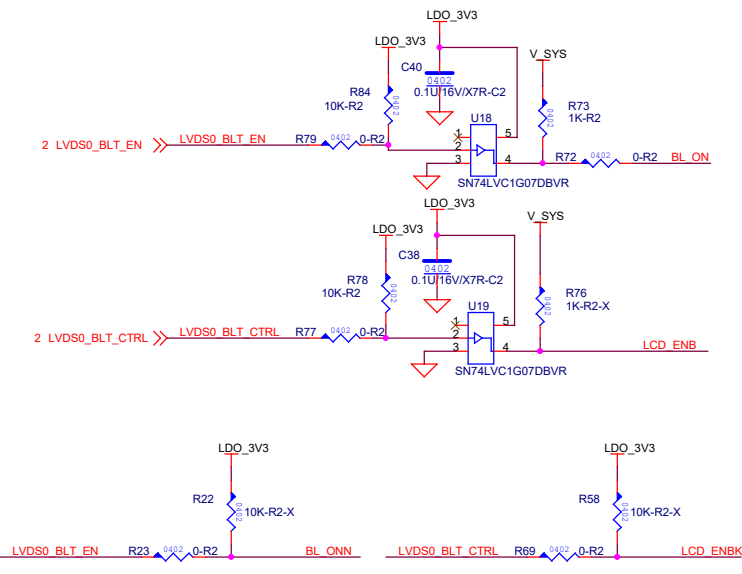 LDO_3V3
LDO_3V3
V_SYS
C40
0402
0.1U/16V/X7R-C2
R84
10K-R2
0402
U18
R73
1K-R2
0402
2 LVDS0_BLT_EN
LVDS0_BLT_EN
R79
0402
0-R2
1
2
3
5
4
R72
0402
0-R2
BL_ON
SN74LVC1G07DBVR
LDO_3V3
LDO_3V3
V_SYS
C38
0402
0.1U/16V/X7R-C2
R78
10K-R2
0402
U19
R76
1K-R2-X
0402
2 LVDS0_BLT_CTRL
LVDS0_BLT_CTRL
R77
0402
0-R2
1
2
3
5
4
LCD_ENB
SN74LVC1G07DBVR
LDO_3V3
LDO_3V3
R22
0402
10K-R2-X
R58
0402
10K-R2-X
LVDS0_BLT_EN
R23
0402
0-R2
BL_ONN
LVDS0_BLT_CTRL
R69
0402
0-R2
LCD_ENBK